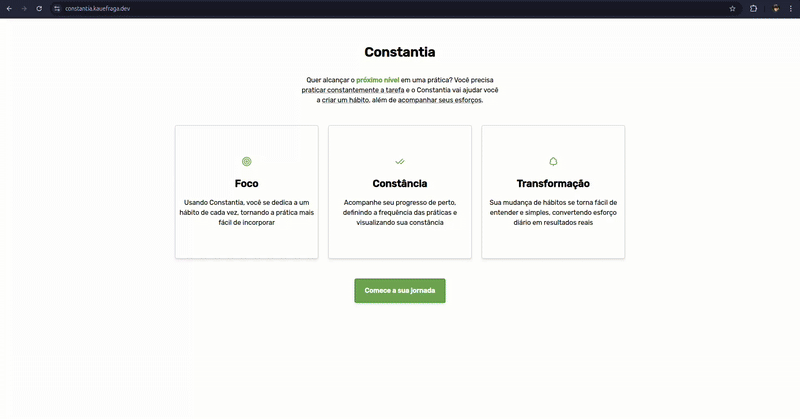 constantia.kauefraga.dev
Constantia
Quer alcançar o próximo nível em uma prática? Você precisa
praticar constantemente a tarefa e o Constantia vai ajudar você
a criar um hábito, além de acompanhar seus esforços.
Foco
Usando Constantia, você se dedica a um
hábito de cada vez, tornando a prática mais
fácil de incorporar
Constância
Acompanhe seu progresso de perto,
definindo a frequência das práticas e
visualizando sua constância
Transformação
Sua mudança de hábitos se torna fácil de
entender e simples, convertendo esforço
diário em resultados reais
Comece a sua jornada